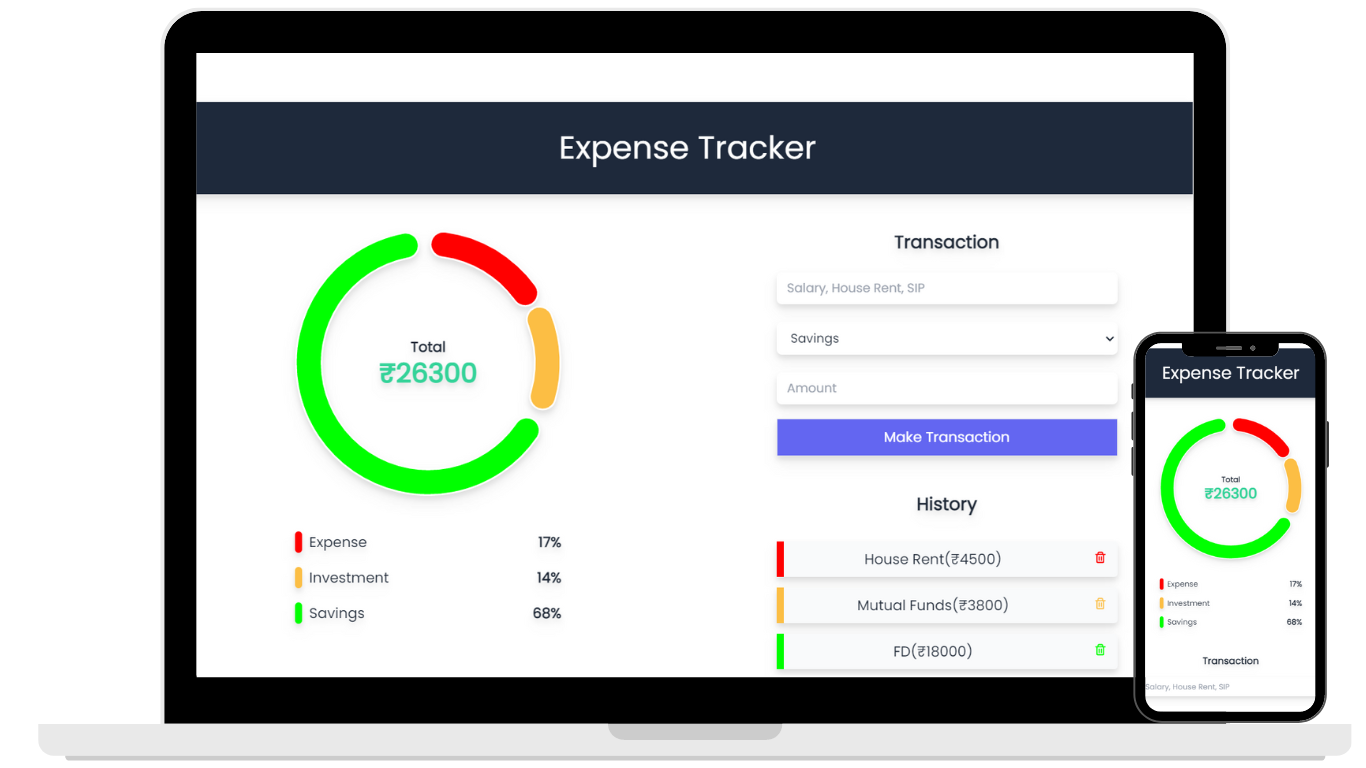 Expense Tracker
Total
₹26300
Expense 17%
Investment 14%
Savings 68%
Transaction
Salary, House Rent, SIP
Savings
Amount
Make Transaction
History
House Rent(₹4500)
Mutual Funds(₹3800)
FD(₹18000)
Expense Tracker
Total
₹26300
Expense 17%
Investment 14%
Savings 68%
Transaction
Salary, House Rent, SIP